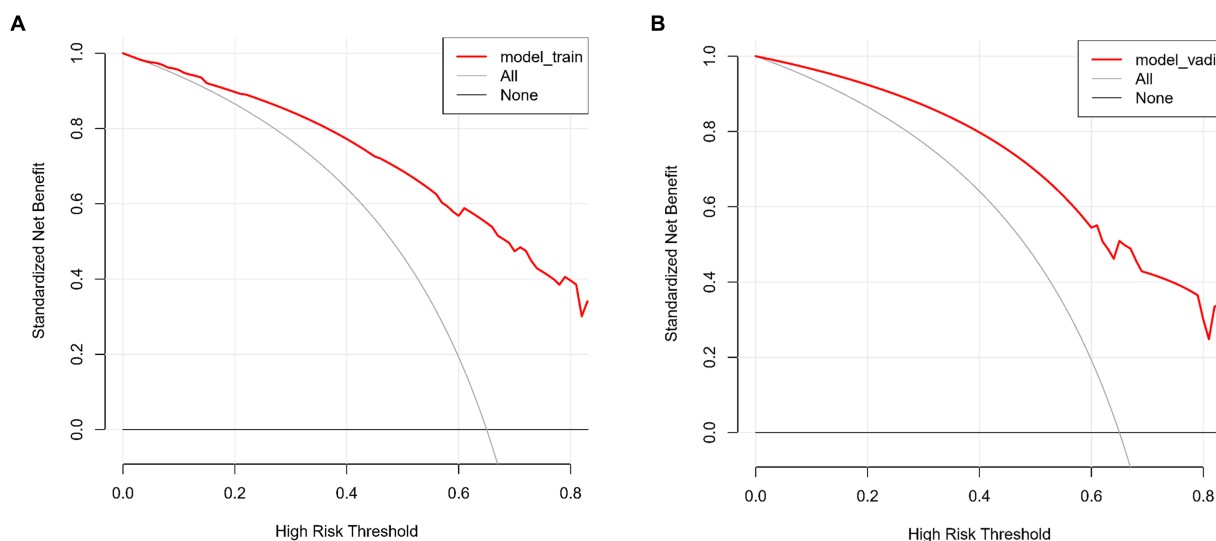 A
Standardized Net Benefit
1.0
0.8
0.6
0.4
0.2
0.0
model_train
All
None
0.0 0.2 0.4 0.6 0.8
High Risk Threshold
B
Standardized Net Benefit
1.0
0.8
0.6
0.4
0.2
0.0
model_vadi
All
None
0.0 0.2 0.4 0.6 0.8
High Risk Threshold